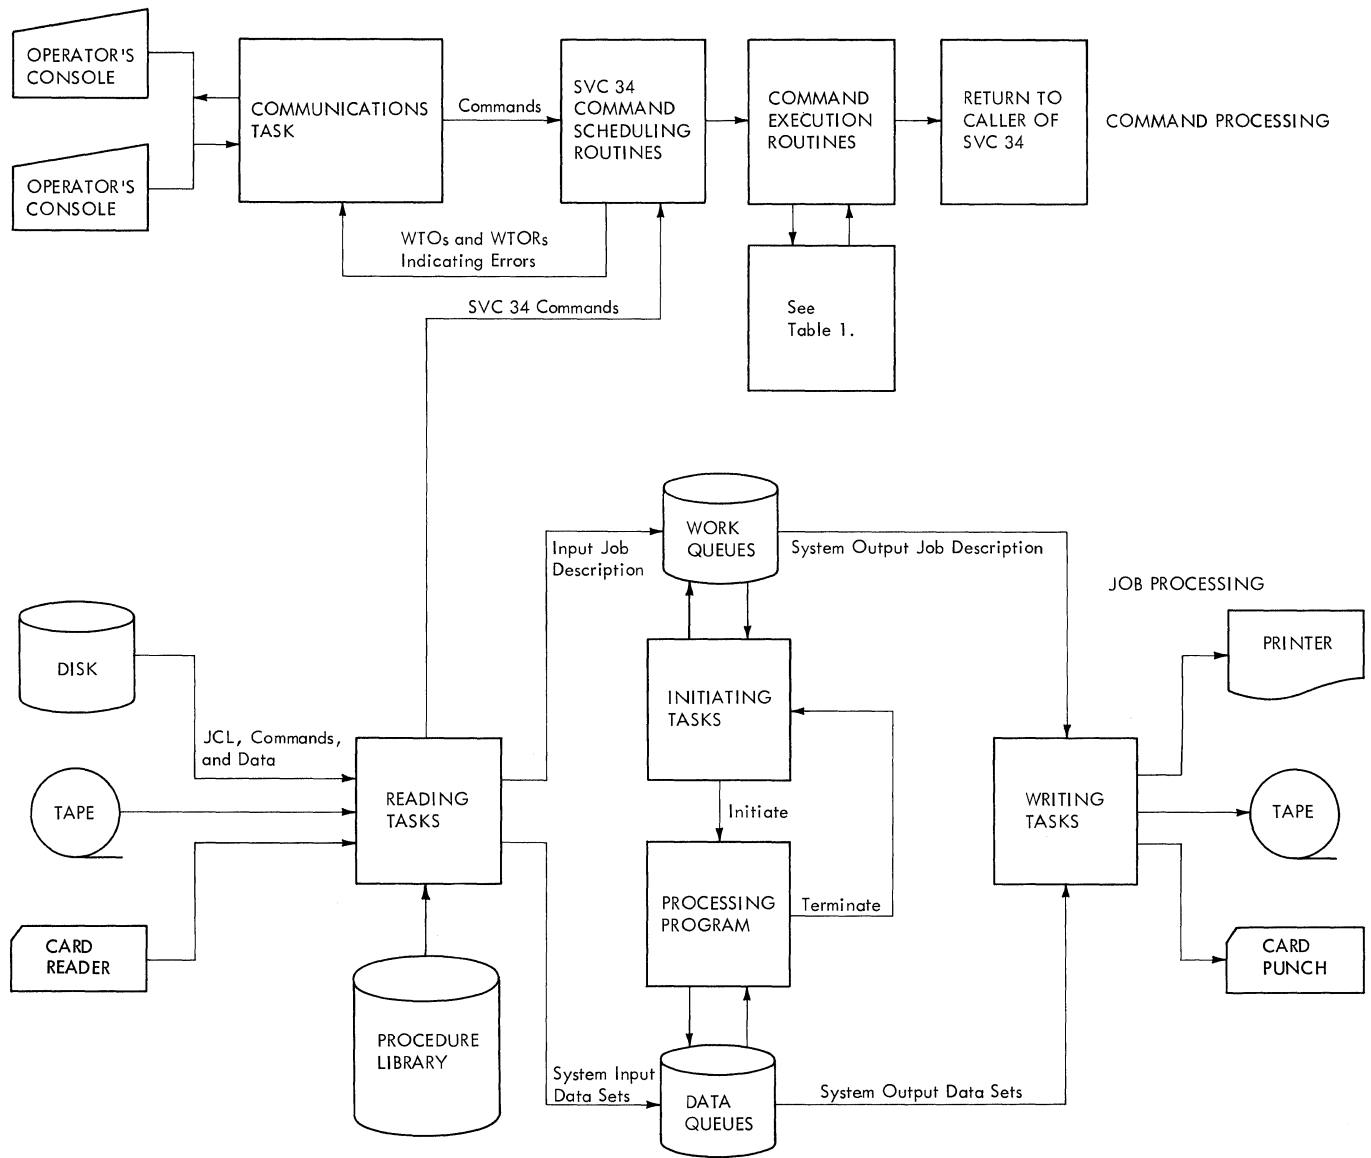 OPERATOR'S
CONSOLE
OPERATOR'S
CONSOLE
COMMUNICATIONS
TASK
Commands
SVC 34
COMMAND
SCHEDULING
ROUTINES
COMMAND
EXECUTION
ROUTINES
RETURN TO
CALLER OF
SVC 34
COMMAND PROCESSING
WTOs and WTORs
Indicating Errors
SVC 34 Commands
See
Table 1.
WORK
QUEUES
Input Job
Description
System Output Job Description
JOB PROCESSING
DISK
JCL, Commands,
and Data
TAPE
CARD
READER
READING
TASKS
PROCEDURE
LIBRARY
INITIATING
TASKS
Initiate
PROCESSING
PROGRAM
Terminate
System Input
Data Sets
DATA
QUEUES
System Output Data Sets
WRITING
TASKS
PRINTER
TAPE
CARD
PUNCH